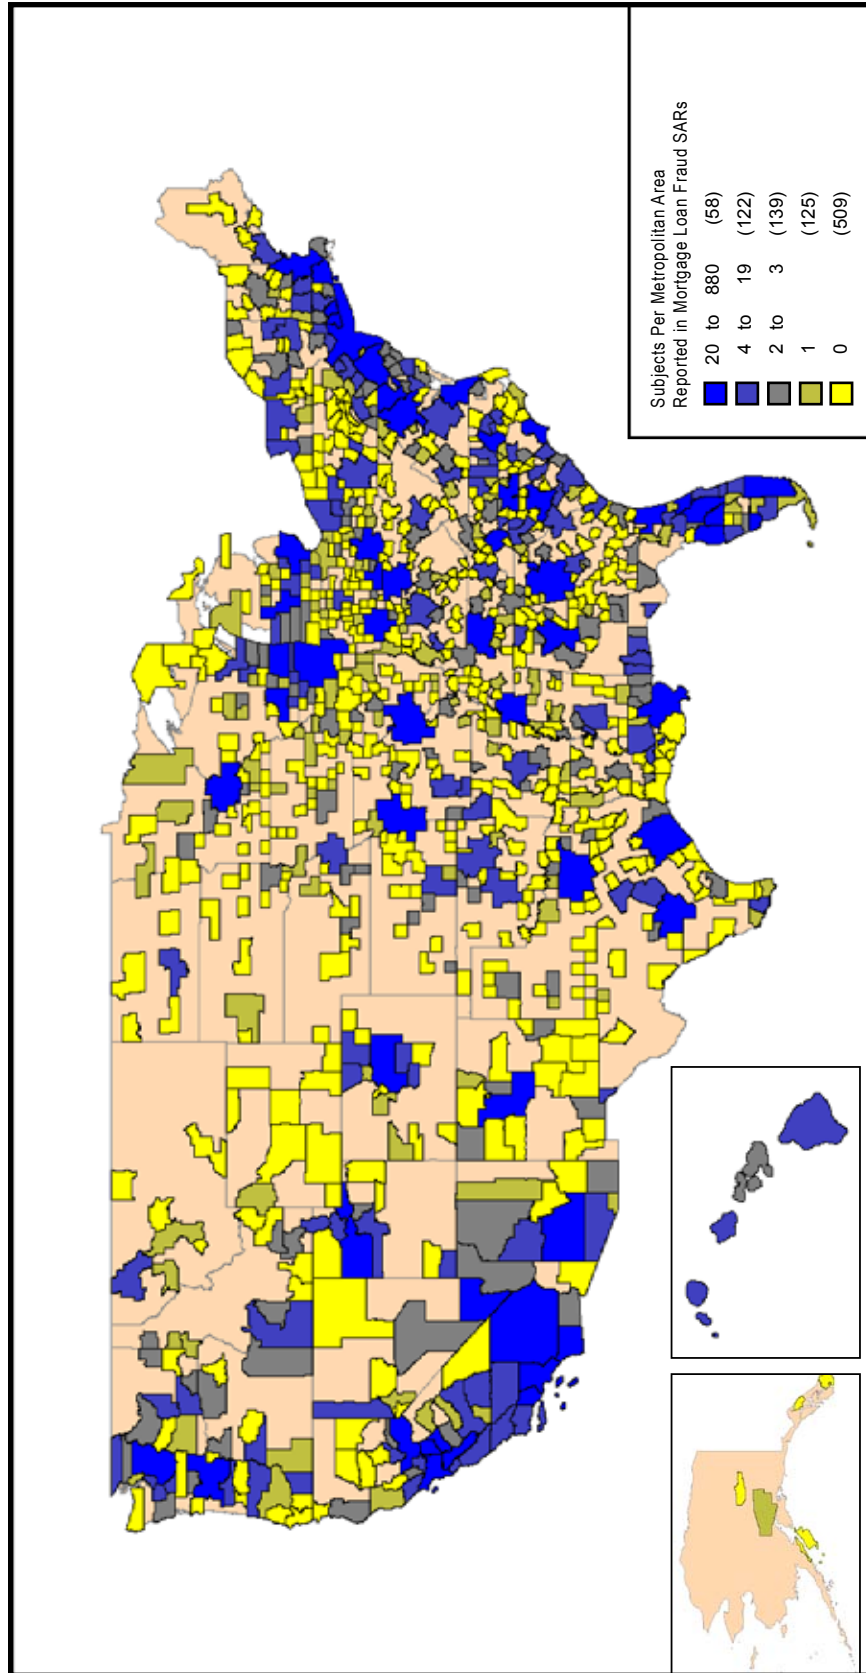 Subjects Per Metropolitan Area
Reported in Mortgage Loan Fraud SARs
20 to 880 (58)
4 to 19 (122)
2 to 3 (139)
1 (125)
0 (509)